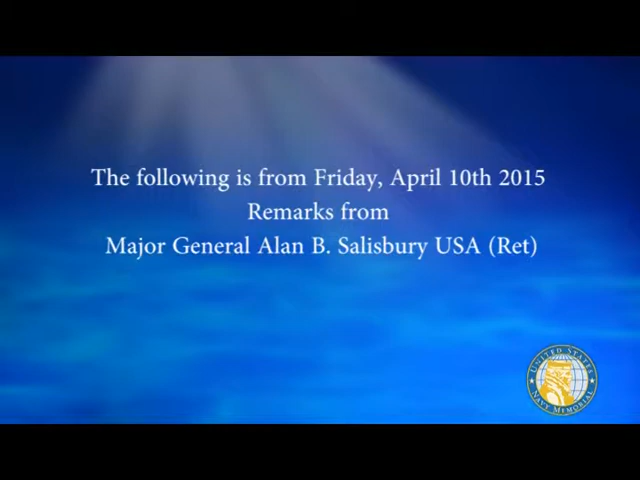 The following is from Friday, April 10th 2015
Remarks from
Major General Alan B. Salisbury USA (Ret)
UNITED STATES
NAVY MEMORIAL